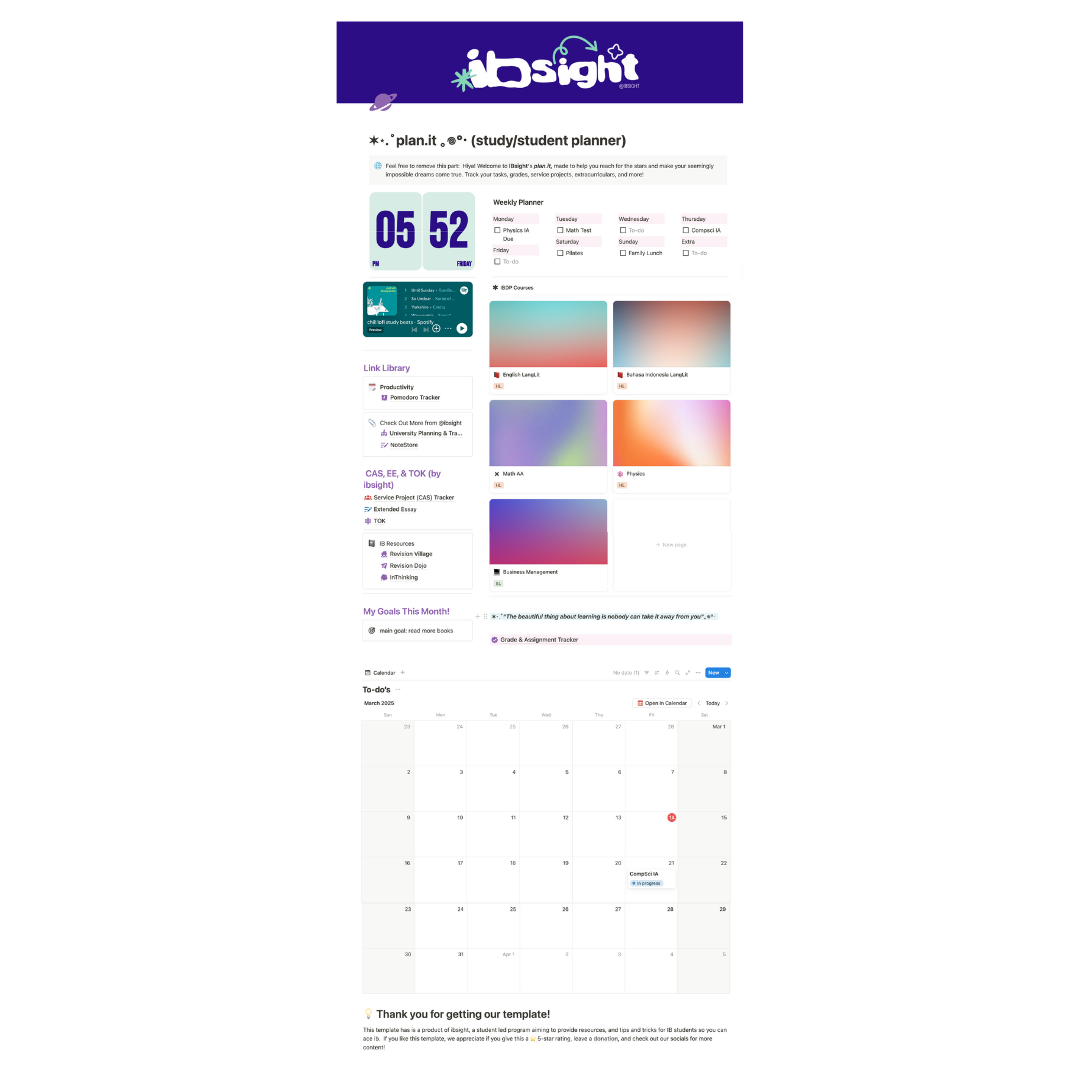 ibsight
@IBSIGHT
✶⋆.˚plan.it ｡𖦹°‧ (study/student planner)
Feel free to remove this part: Hiya! Welcome to IBsight's plan.it, made to help you reach for the stars and make your seemingly
impossible dreams come true. Track your tasks, grades, service projects, extracurriculars, and more!
05 52
PM FRIDAY
Weekly Planner
Monday Tuesday Wednesday Thursday
Physics IA Due
Math Test
To-do
Compsci IA
Friday Saturday Sunday Extra
To-do
Pilates
Family Lunch
To-do
1 Until Sunday
2 So Unclear
3 Yorkshire
chill lofi study beats · Spotify
Preview
Link Library
Productivity
Pomodoro Tracker
Check Out More from @ibsight
University Planning & Tra...
NoteStore
CAS, EE, & TOK (by
ibsight)
Service Project (CAS) Tracker
Extended Essay
TOK
IB Resources
Revision Village
Revision Dojo
InThinking
My Goals This Month!
main goal: read more books
IBDP Courses
English LangLit
HL
Bahasa Indonesia LangLit
HL
Math AA
HL
Physics
HL
Business Management
SL
+ New page
✶⋆.˚"The beautiful thing about learning is nobody can take it away from you"｡𖦹°‧
Grade & Assignment Tracker
Calendar +
No date (1)
New
To-do's ...
March 2025
Open in Calendar
< Today >
Sun Mon Tue Wed Thu Fri Sat
23 24 25 26 27 28 Mar 1
2 3 4 5 6 7 8
9 10 11 12 13 14 15
16 17 18 19 20 21 22
CompSci IA
In progress
23 24 25 26 27 28 29
30 31 Apr 1 2 3 4 5
💡 Thank you for getting our template!
This template has is a product of ibsight, a student led program aiming to provide resources, and tips and tricks for IB students so you can
ace ib. If you like this template, we appreciate if you give this a ⭐ 5-star rating, leave a donation, and check out our socials for more
content!